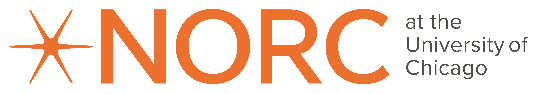 NORC
at the
University of
Chicago